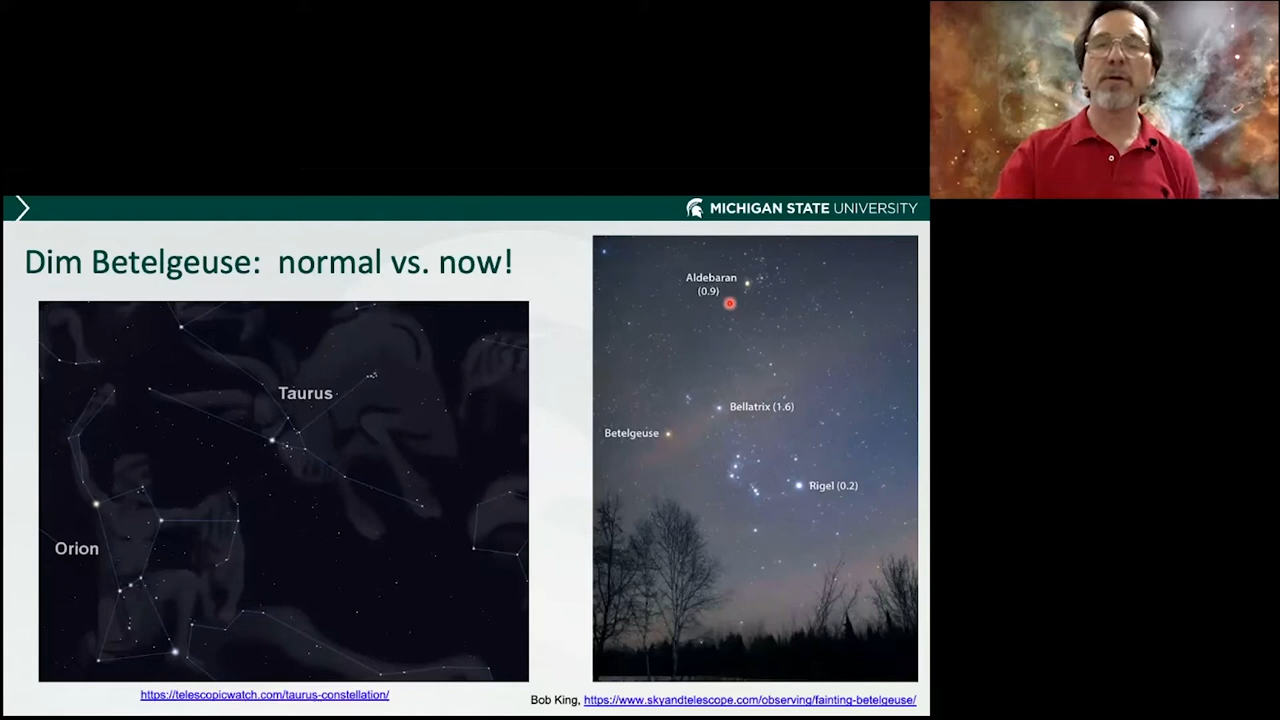 MICHIGAN STATE UNIVERSITY
Dim Betelgeuse: normal vs. now!
Taurus
Orion
https://telescopicwatch.com/taurus-constellation/
Aldebaran
(0.9)
Bellatrix (1.6)
Betelgeuse
Rigel (0.2)
Bob King, https://www.skyandtelescope.com/observing/fainting-betelgeuse/